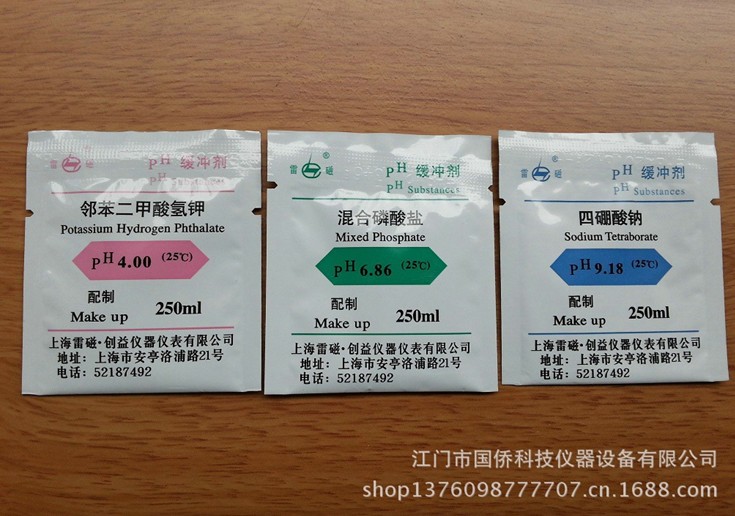 雷磁® pH 缓冲剂
pH Substances
邻苯二甲酸氢钾
Potassium Hydrogen Phthalate
pH 4.00 (25℃)
配制
Make up 250ml
上海雷磁·创益仪器仪表有限公司
地址：上海市安亭洛浦路21号
电话：52187492
雷磁® pH 缓冲剂
pH Substances
混合磷酸盐
Mixed Phosphate
pH 6.86 (25℃)
配制
Make up 250ml
上海雷磁·创益仪器仪表有限公司
地址：上海市安亭洛浦路21号
电话：52187492
雷磁® pH 缓冲剂
pH Substances
四硼酸钠
Sodium Tetraborate
pH 9.18 (25℃)
配制
Make up 250ml
上海雷磁·创益仪器仪表有限公司
地址：上海市安亭洛浦路21号
电话：52187492
江门市国侨科技仪器设备有限公司
shop1376098777707.cn.1688.com